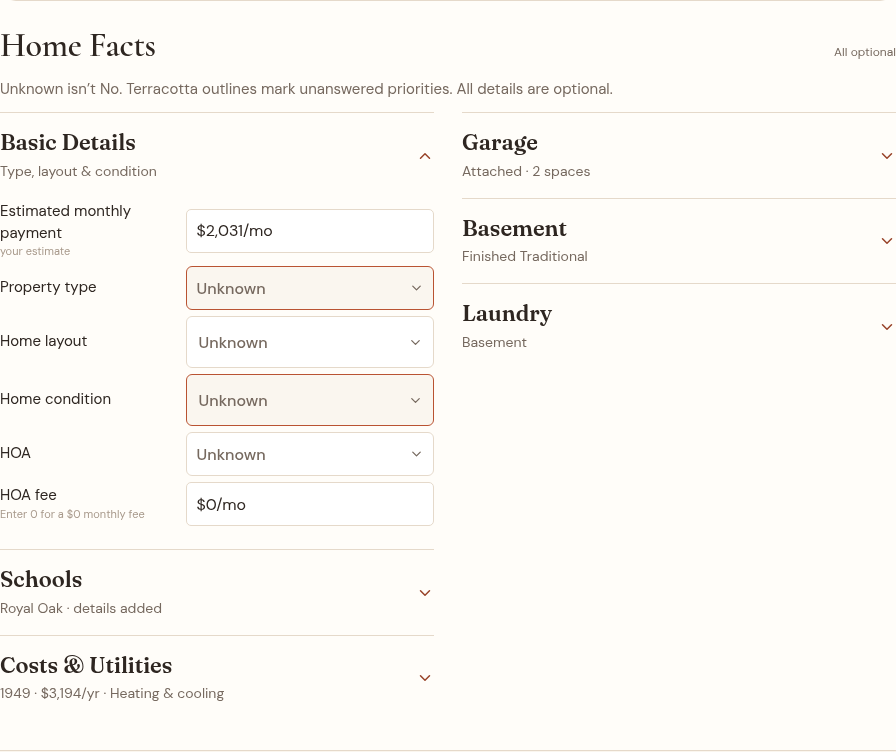 Home Facts
All optional
Unknown isn’t No. Terracotta outlines mark unanswered priorities. All details are optional.
Basic Details
Type, layout & condition
Estimated monthly
payment
your estimate
$2,031/mo
Property type
Unknown
Home layout
Unknown
Home condition
Unknown
HOA
Unknown
HOA fee
Enter 0 for a $0 monthly fee
$0/mo
Schools
Royal Oak · details added
Costs & Utilities
1949 · $3,194/yr · Heating & cooling
Garage
Attached · 2 spaces
Basement
Finished Traditional
Laundry
Basement